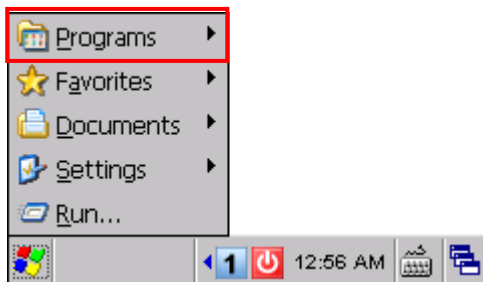 Programs
Favorites
Documents
Settings
Run...
1 12:56 AM